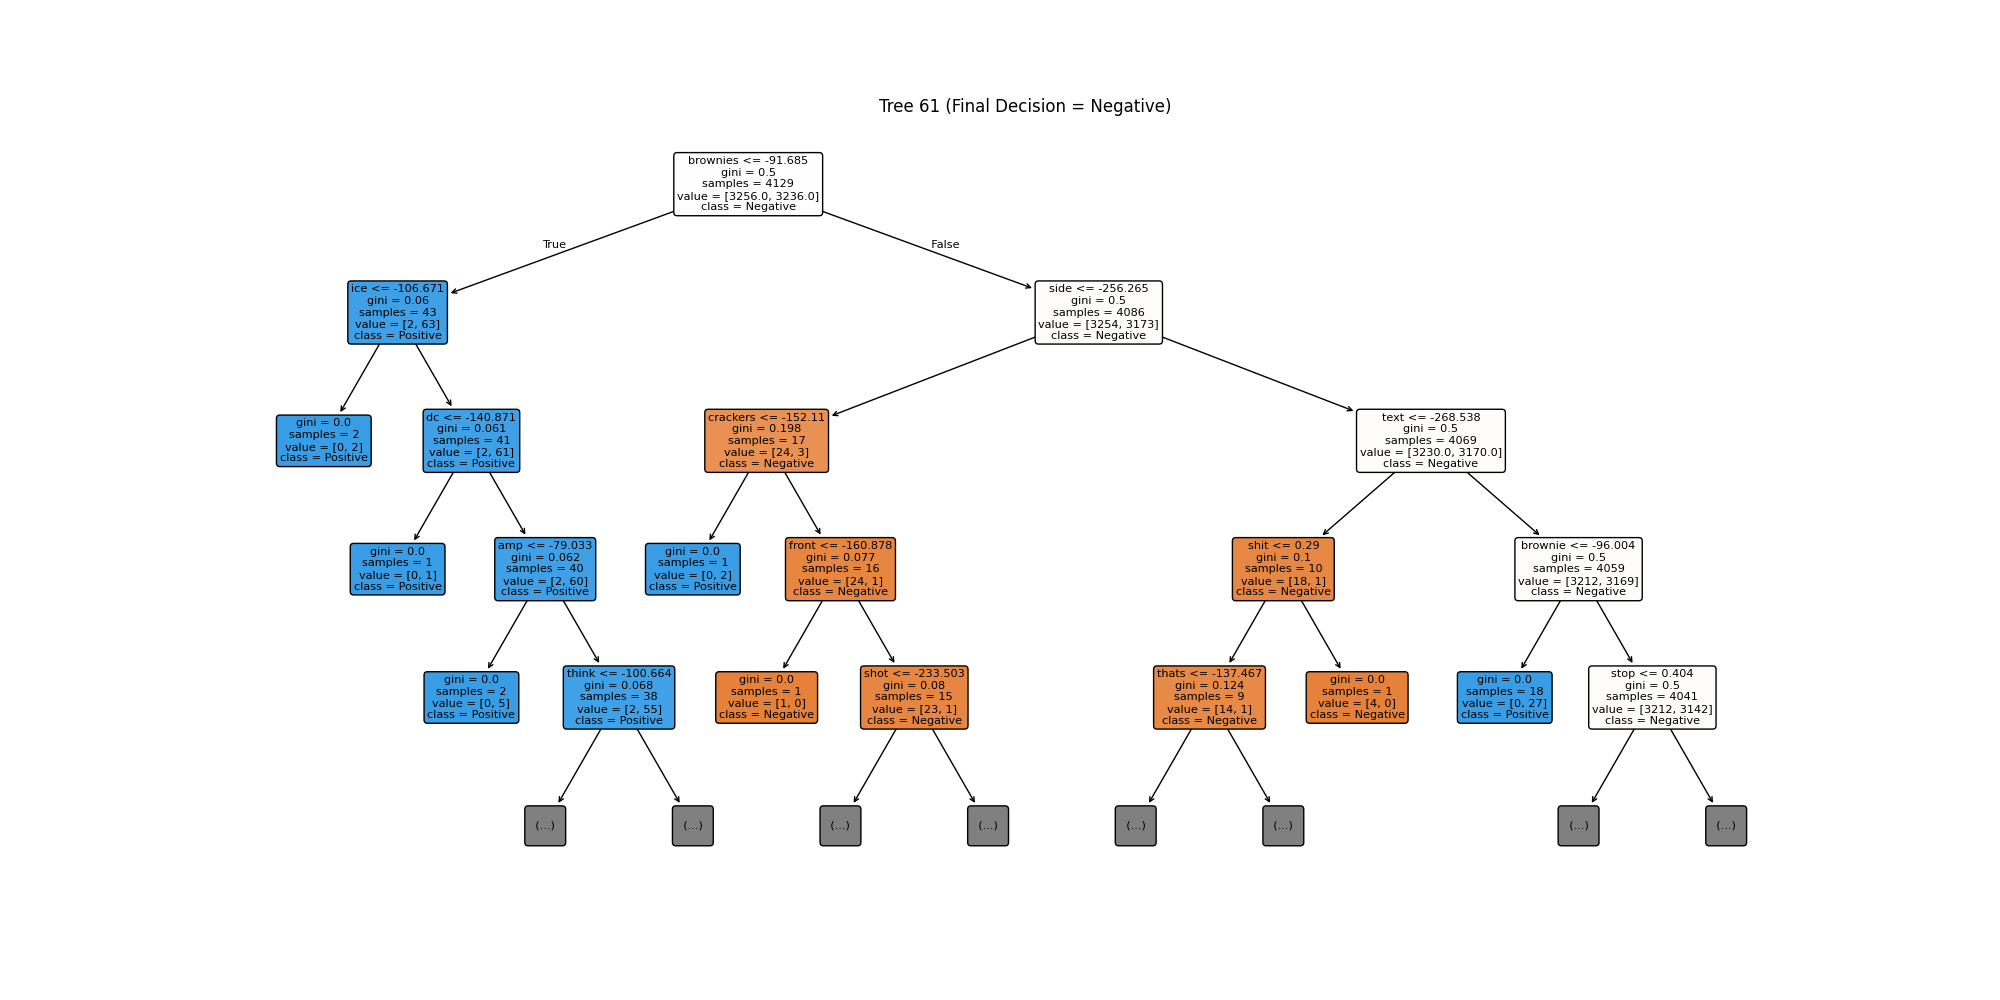 Tree 61 (Final Decision = Negative)
brownies <= -91.685
gini = 0.5
samples = 4129
value = [3256.0, 3236.0]
class = Negative
True
False
ice <= -106.671
gini = 0.06
samples = 43
value = [2, 63]
class = Positive
side <= -256.265
gini = 0.5
samples = 4086
value = [3254, 3173]
class = Negative
gini = 0.0
samples = 2
value = [0, 2]
class = Positive
dc <= -140.871
gini = 0.061
samples = 41
value = [2, 61]
class = Positive
crackers <= -152.11
gini = 0.198
samples = 17
value = [24, 3]
class = Negative
text <= -268.538
gini = 0.5
samples = 4069
value = [3230.0, 3170.0]
class = Negative
gini = 0.0
samples = 1
value = [0, 1]
class = Positive
amp <= -79.033
gini = 0.062
samples = 40
value = [2, 60]
class = Positive
gini = 0.0
samples = 1
value = [0, 2]
class = Positive
front <= -160.878
gini = 0.077
samples = 16
value = [24, 1]
class = Negative
shit <= 0.29
gini = 0.1
samples = 10
value = [18, 1]
class = Negative
brownie <= -96.004
gini = 0.5
samples = 4059
value = [3212, 3169]
class = Negative
gini = 0.0
samples = 2
value = [0, 5]
class = Positive
think <= -100.664
gini = 0.068
samples = 38
value = [2, 55]
class = Positive
gini = 0.0
samples = 1
value = [1, 0]
class = Negative
shot <= -233.503
gini = 0.08
samples = 15
value = [23, 1]
class = Negative
thats <= -137.467
gini = 0.124
samples = 9
value = [14, 1]
class = Negative
gini = 0.0
samples = 1
value = [4, 0]
class = Negative
gini = 0.0
samples = 18
value = [0, 27]
class = Positive
stop <= 0.404
gini = 0.5
samples = 4041
value = [3212, 3142]
class = Negative
(...)
(...)
(...)
(...)
(...)
(...)
(...)
(...)